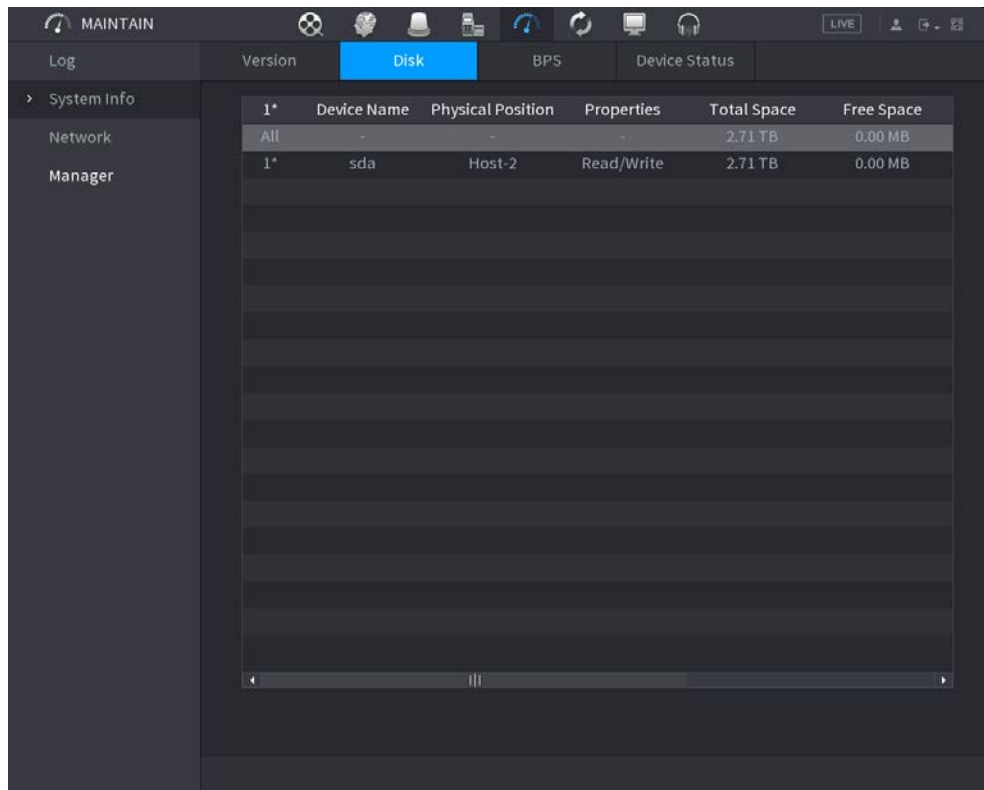 MAINTAIN LIVE
Log Version Disk BPS Device Status
System Info
1* Device Name Physical Position Properties Total Space Free Space
Network
All - - - 2.71 TB 0.00 MB
1* sda Host-2 Read/Write 2.71 TB 0.00 MB
Manager